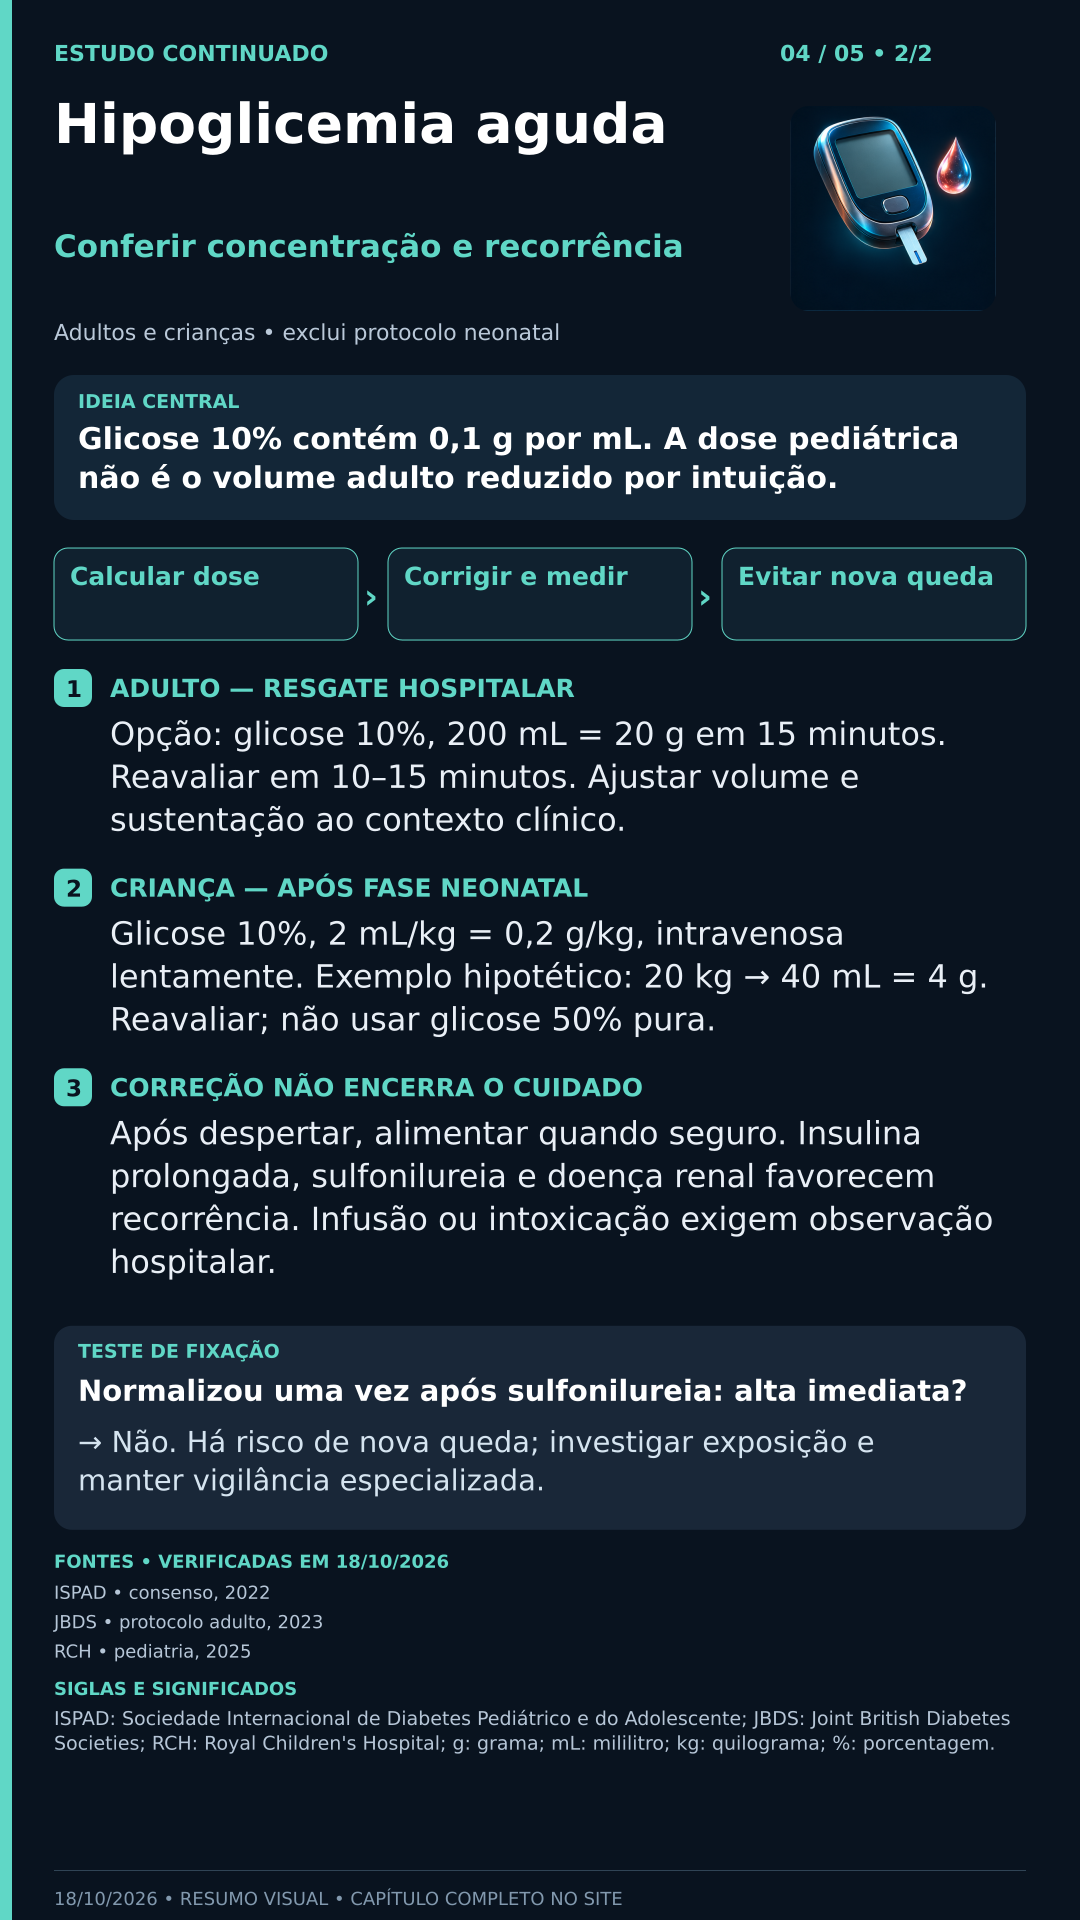 ESTUDO CONTINUADO
04 / 05 • 2/2
Hipoglicemia aguda
Conferir concentração e recorrência
Adultos e crianças • exclui protocolo neonatal
IDEIA CENTRAL
Glicose 10% contém 0,1 g por mL. A dose pediátrica
não é o volume adulto reduzido por intuição.
Calcular dose
›
Corrigir e medir
›
Evitar nova queda
1 ADULTO — RESGATE HOSPITALAR
Opção: glicose 10%, 200 mL = 20 g em 15 minutos.
Reavaliar em 10–15 minutos. Ajustar volume e
sustentação ao contexto clínico.
2 CRIANÇA — APÓS FASE NEONATAL
Glicose 10%, 2 mL/kg = 0,2 g/kg, intravenosa
lentamente. Exemplo hipotético: 20 kg → 40 mL = 4 g.
Reavaliar; não usar glicose 50% pura.
3 CORREÇÃO NÃO ENCERRA O CUIDADO
Após despertar, alimentar quando seguro. Insulina
prolongada, sulfonilureia e doença renal favorecem
recorrência. Infusão ou intoxicação exigem observação
hospitalar.
TESTE DE FIXAÇÃO
Normalizou uma vez após sulfonilureia: alta imediata?
→ Não. Há risco de nova queda; investigar exposição e
manter vigilância especializada.
FONTES • VERIFICADAS EM 18/10/2026
ISPAD • consenso, 2022
JBDS • protocolo adulto, 2023
RCH • pediatria, 2025
SIGLAS E SIGNIFICADOS
ISPAD: Sociedade Internacional de Diabetes Pediátrico e do Adolescente; JBDS: Joint British Diabetes
Societies; RCH: Royal Children's Hospital; g: grama; mL: mililitro; kg: quilograma; %: porcentagem.
18/10/2026 • RESUMO VISUAL • CAPÍTULO COMPLETO NO SITE